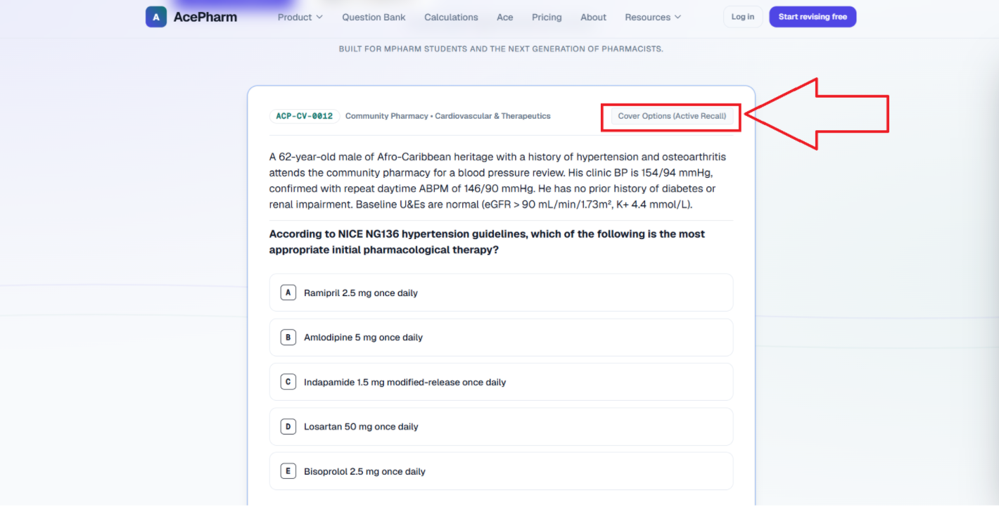 A AcePharm Product Question Bank Calculations Ace Pricing About Resources Log in Start revising free
BUILT FOR MPHARM STUDENTS AND THE NEXT GENERATION OF PHARMACISTS.
ACP-CV-0012 Community Pharmacy • Cardiovascular & Therapeutics Cover Options (Active Recall)
A 62-year-old male of Afro-Caribbean heritage with a history of hypertension and osteoarthritis
attends the community pharmacy for a blood pressure review. His clinic BP is 154/94 mmHg,
confirmed with repeat daytime ABPM of 146/90 mmHg. He has no prior history of diabetes or
renal impairment. Baseline U&Es are normal (eGFR > 90 mL/min/1.73m², K+ 4.4 mmol/L).
According to NICE NG136 hypertension guidelines, which of the following is the most
appropriate initial pharmacological therapy?
A Ramipril 2.5 mg once daily
B Amlodipine 5 mg once daily
C Indapamide 1.5 mg modified-release once daily
D Losartan 50 mg once daily
E Bisoprolol 2.5 mg once daily